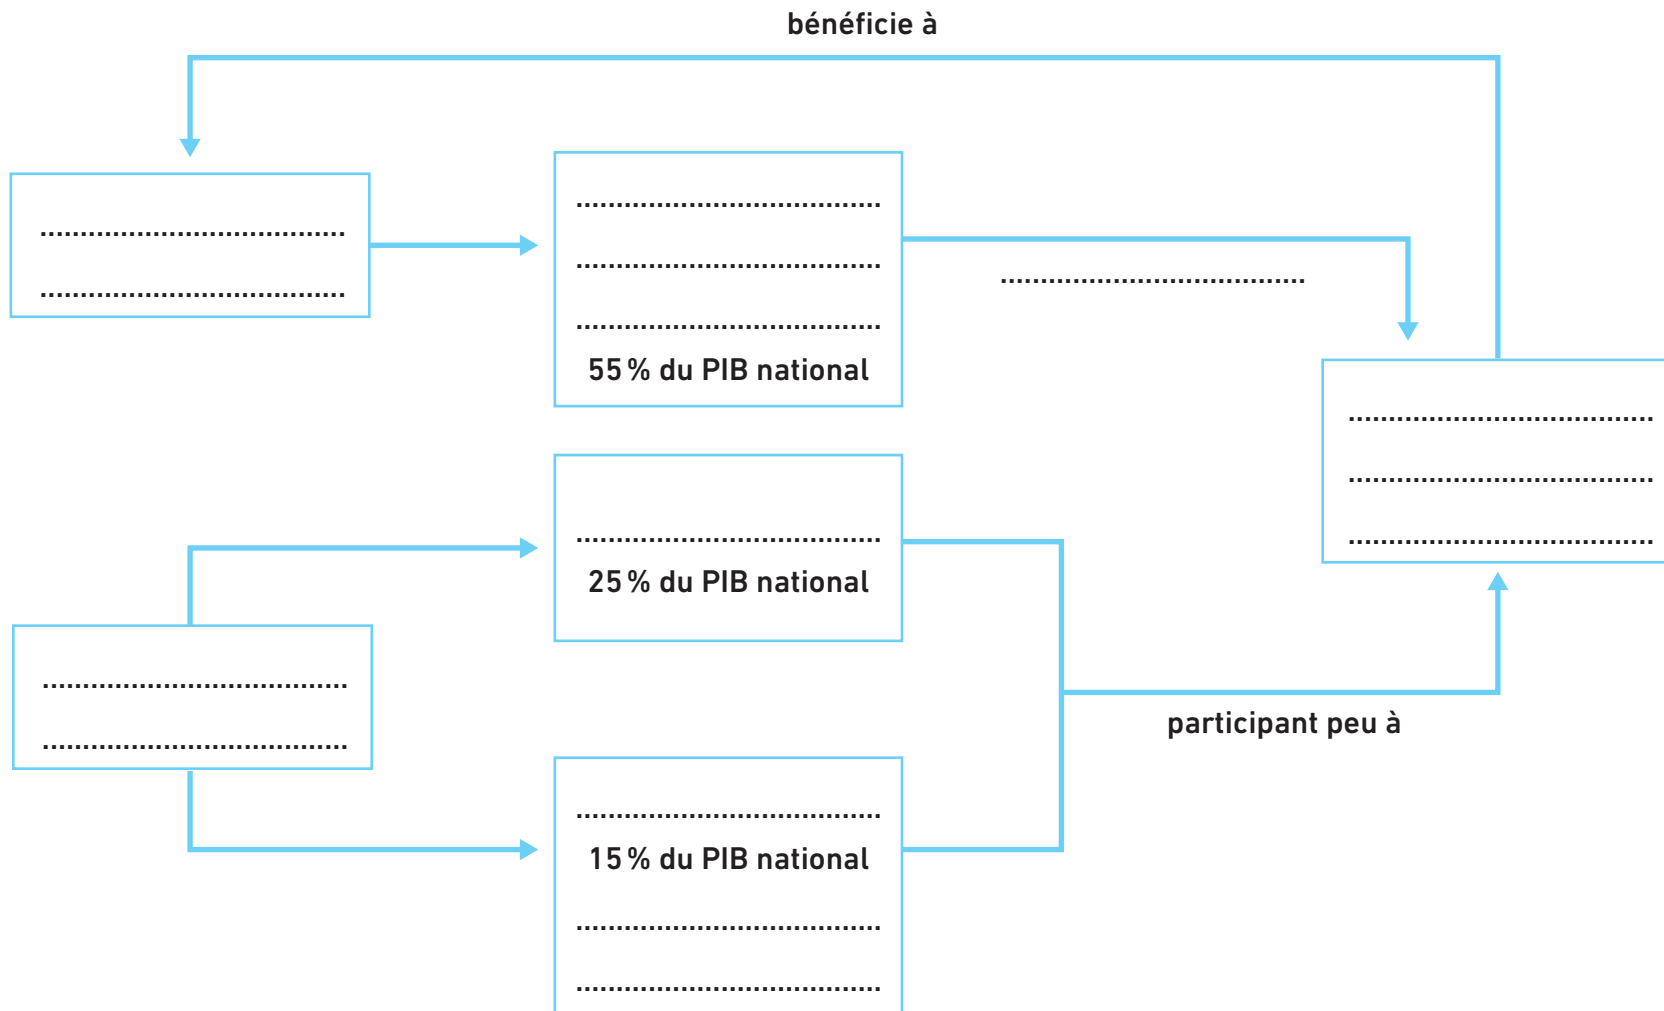 bénéficie à
55 % du PIB national
25 % du PIB national
participant peu à
15 % du PIB national